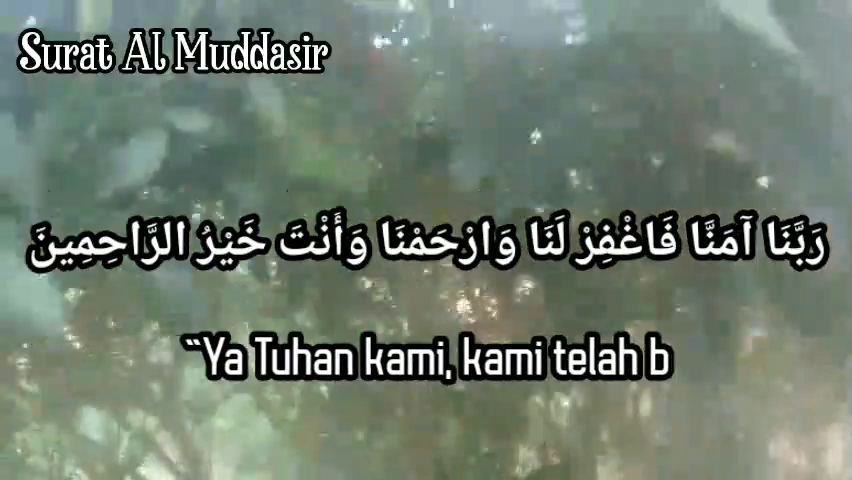 Surat Al Muddasir
رَبَّنَا آمَنَّا فَاغْفِرْ لَنَا وَارْحَمْنَا وَأَنْتَ خَيْرُ الرَّاحِمِينَ
“Ya Tuhan kami, kami telah b